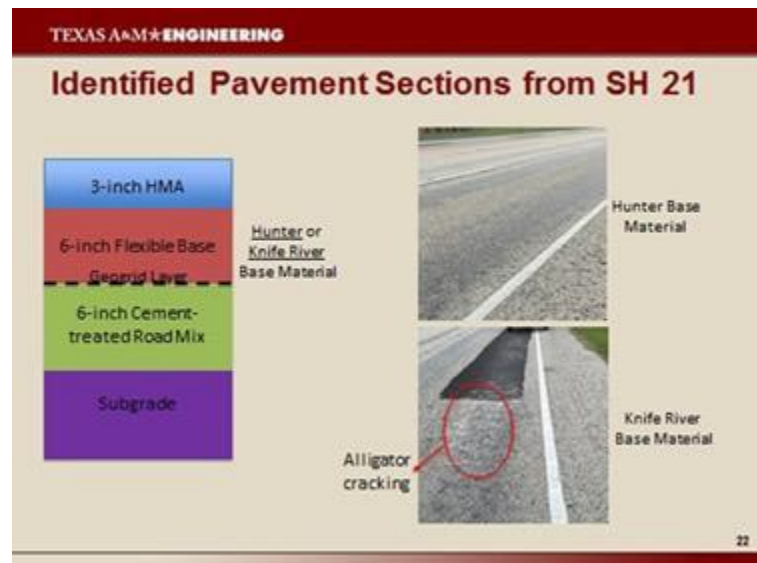 TEXAS A&M★ENGINEERING
Identified Pavement Sections from SH 21
3-inch HMA
6-inch Flexible Base
Geogrid Layer
6-inch Cement-
treated Road Mix
Subgrade
Hunter or
Knife River
Base Material
Hunter Base
Material
Knife River
Base Material
Alligator
cracking
22